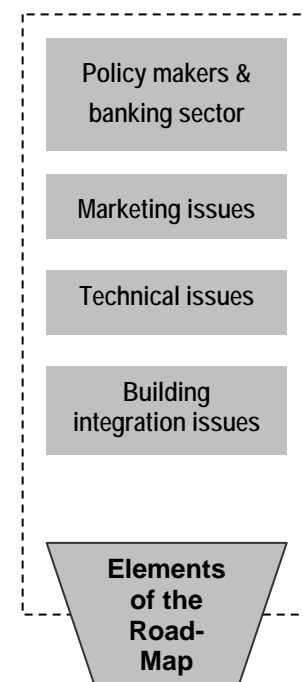 Policy makers &
banking sector
Marketing issues
Technical issues
Building
integration issues
Elements
of the
Road-
Map